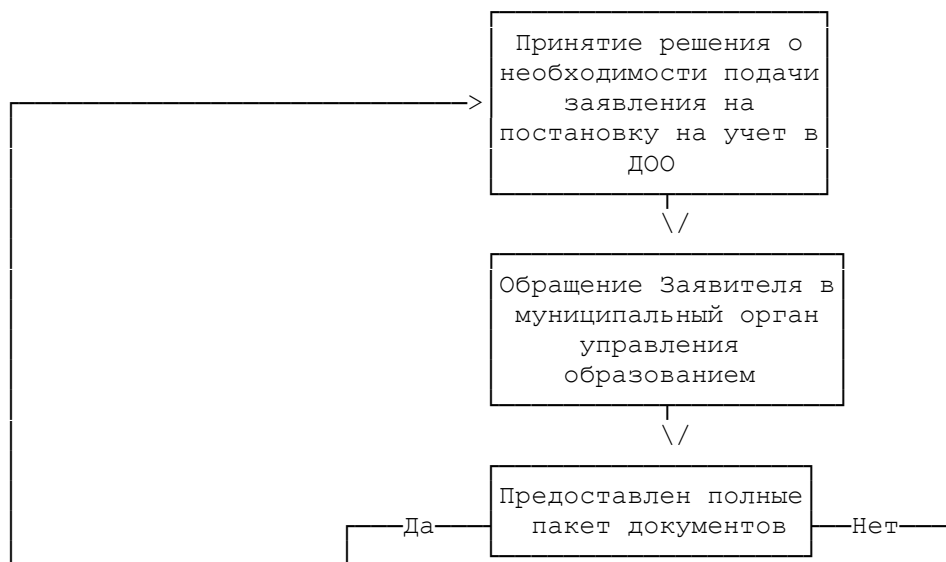 Принятие решения о
необходимости подачи
заявления на
постановку на учет в
ДОО
Обращение Заявителя в
муниципальный орган
управления
образованием
Предоставлен полные
пакет документов
Да
Нет